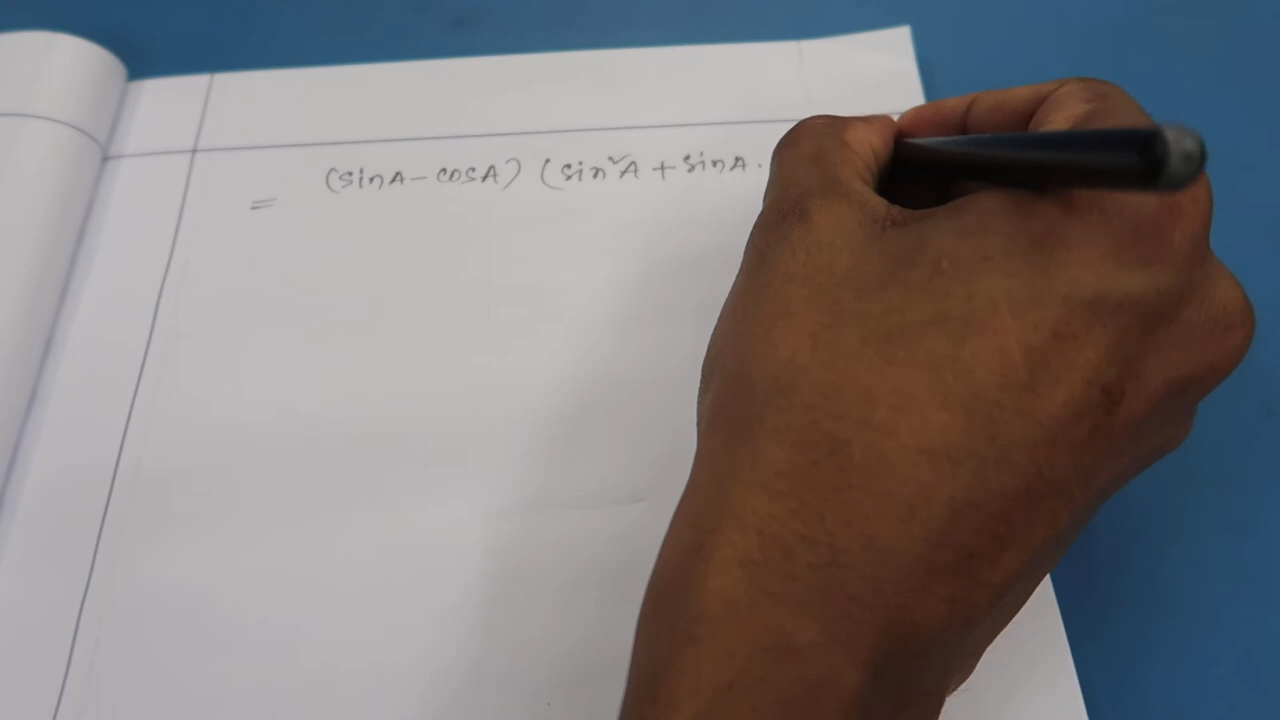 = (sinA - cosA) (sin²A + sinA.